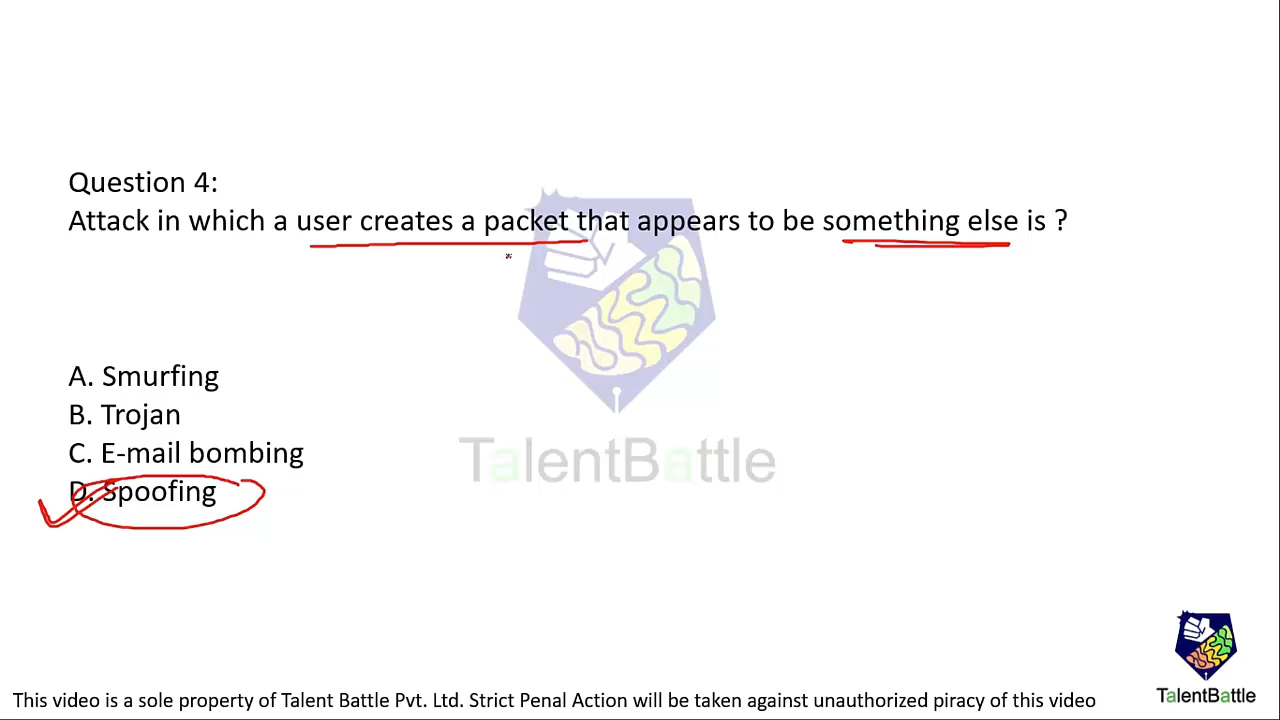 Question 4:
Attack in which a user creates a packet that appears to be something else is ?
A. Smurfing
B. Trojan
C. E-mail bombing
D. Spoofing
TalentBattle
TalentBattle
This video is a sole property of Talent Battle Pvt. Ltd. Strict Penal Action will be taken against unauthorized piracy of this video